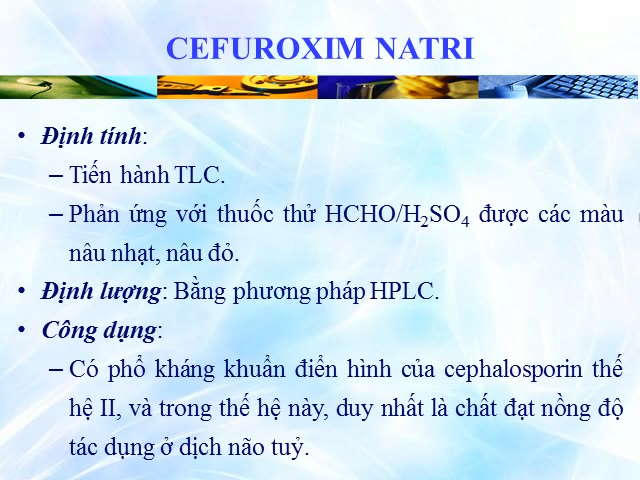 CEFUROXIM NATRI
• Định tính:
– Tiến hành TLC.
– Phản ứng với thuốc thử HCHO/H₂SO₄ được các màu
nâu nhạt, nâu đỏ.
• Định lượng: Bằng phương pháp HPLC.
• Công dụng:
– Có phổ kháng khuẩn điển hình của cephalosporin thế
hệ II, và trong thế hệ này, duy nhất là chất đạt nồng độ
tác dụng ở dịch não tuỷ.